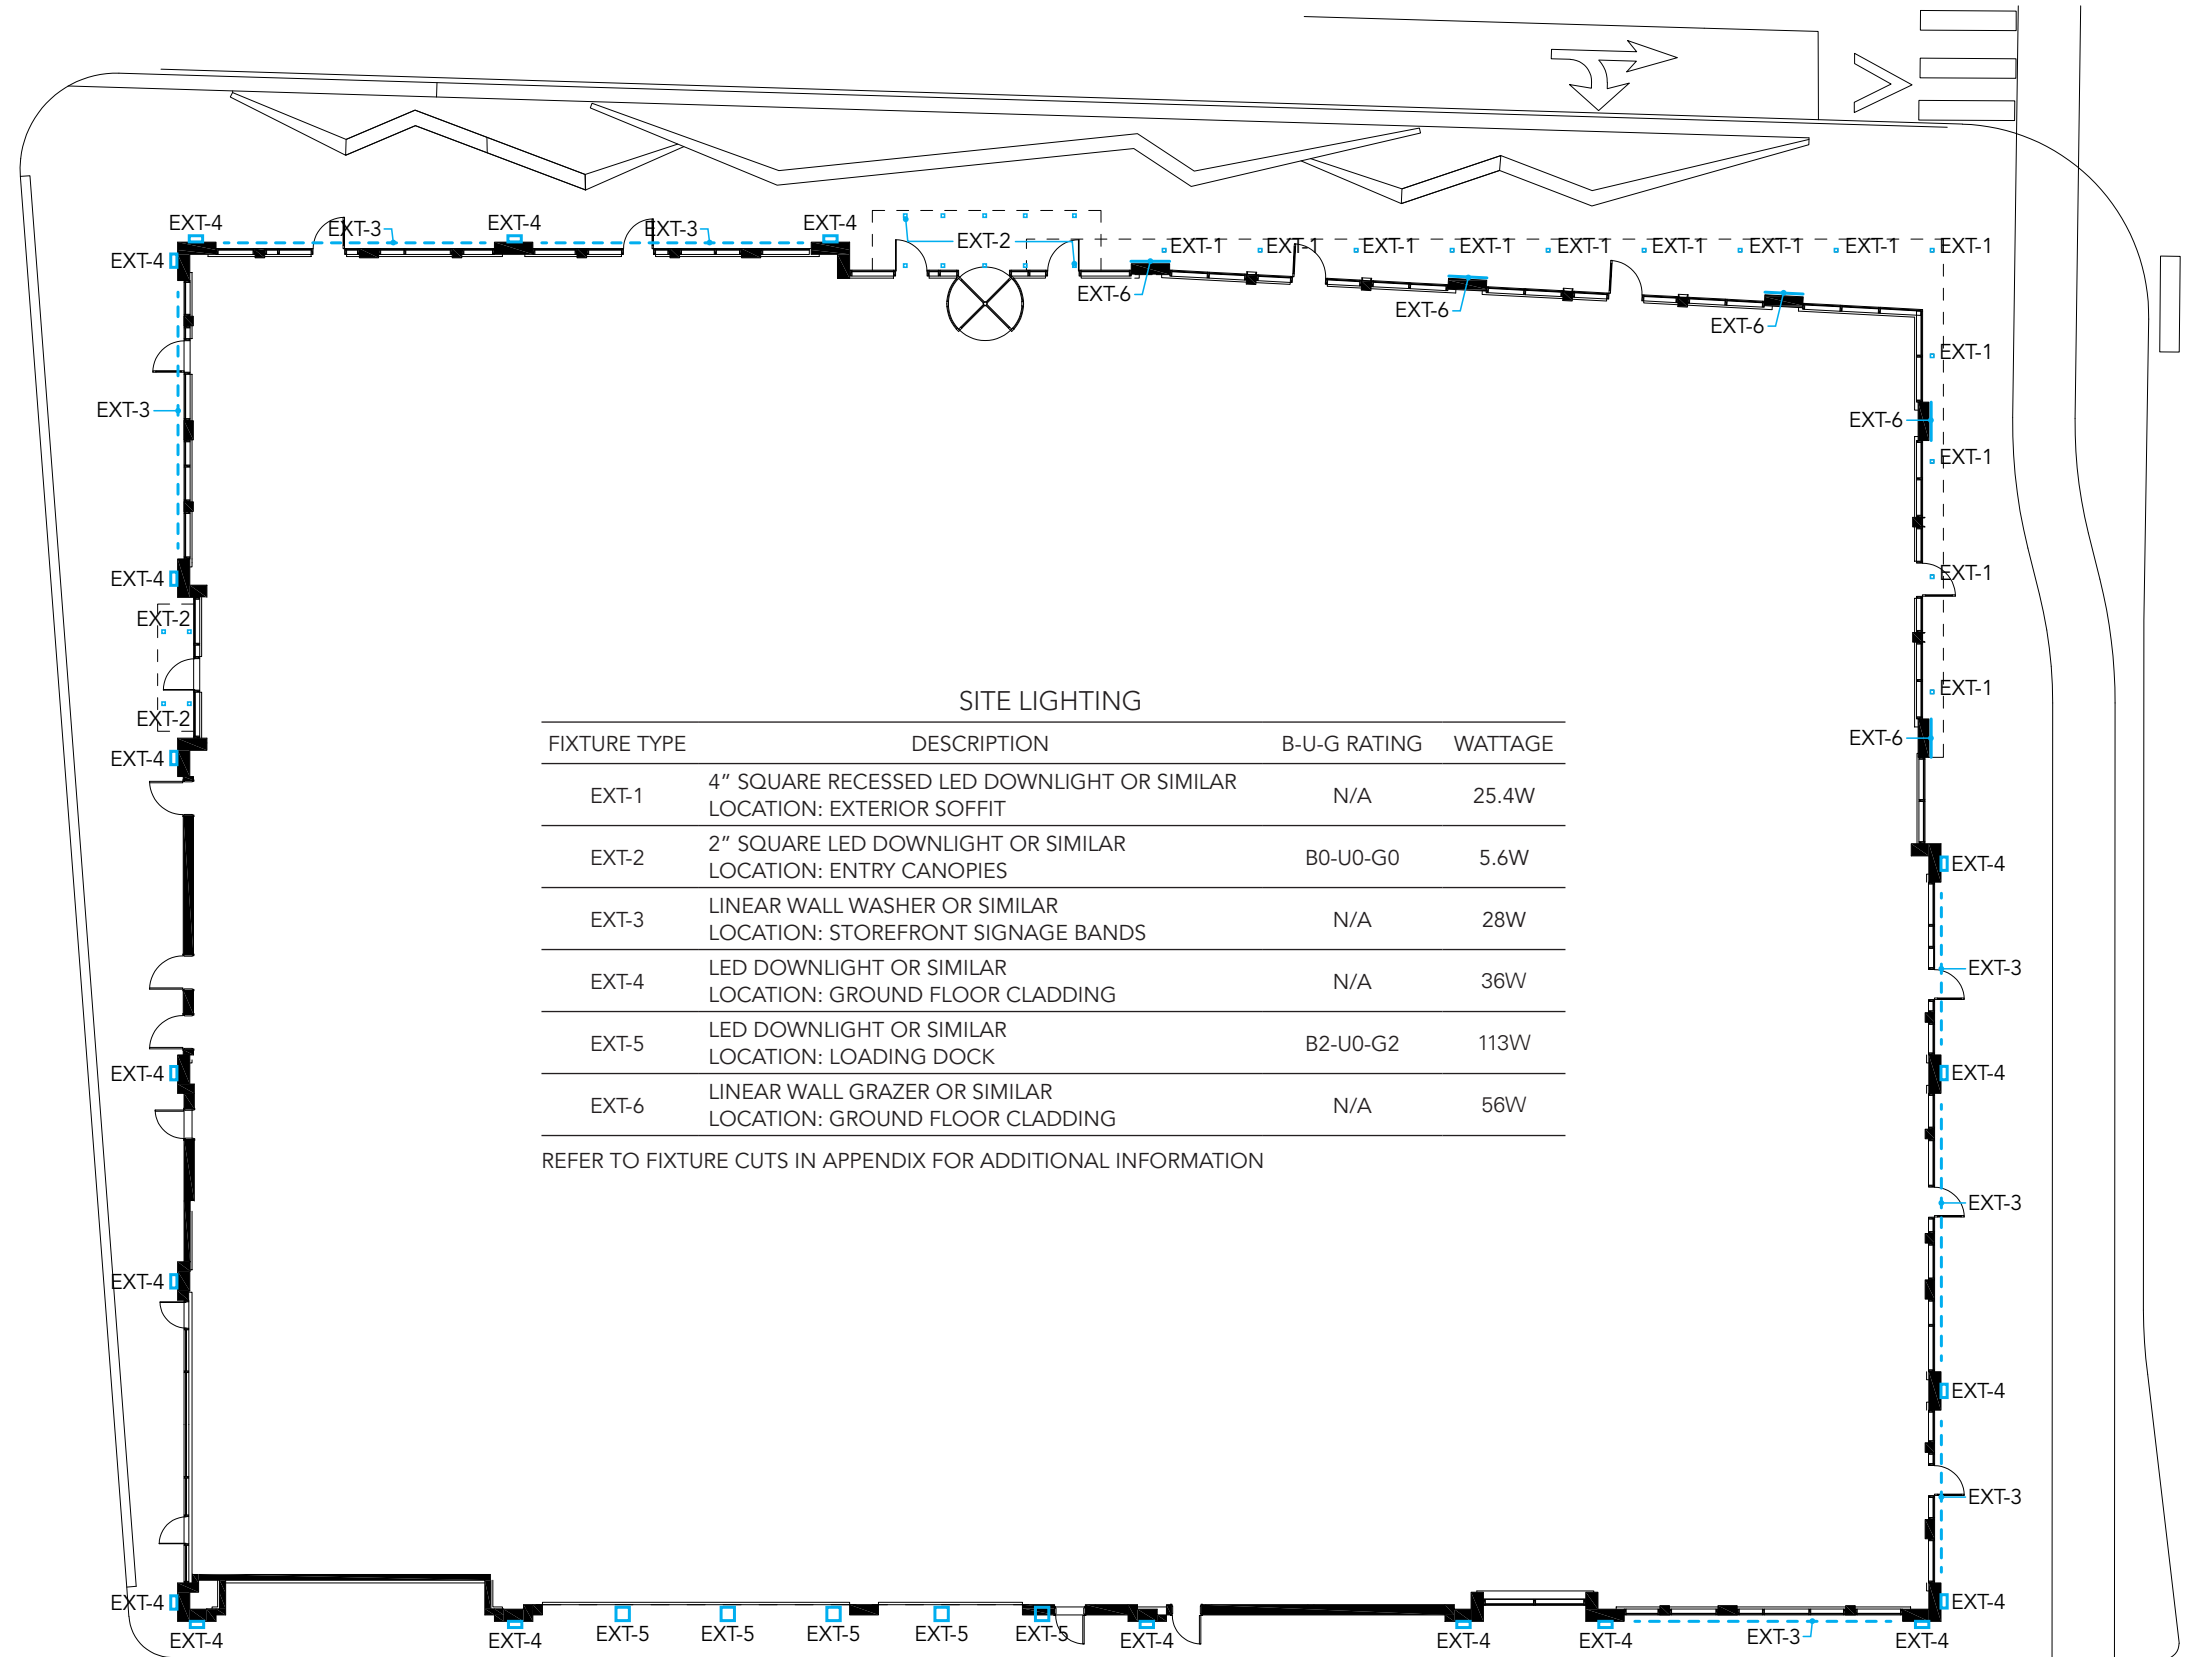 EXT-4
EXT-3
EXT-4
EXT-3
EXT-4
EXT-2
EXT-1
EXT-1
EXT-1
EXT-1
EXT-1
EXT-1
EXT-1
EXT-1
EXT-1
EXT-4
EXT-6
EXT-6
EXT-6
EXT-1
EXT-3
EXT-6
EXT-1
EXT-4
EXT-1
EXT-2
EXT-1
EXT-2
EXT-6
EXT-4
SITE LIGHTING
FIXTURE TYPE DESCRIPTION B-U-G RATING WATTAGE
EXT-1 4" SQUARE RECESSED LED DOWNLIGHT OR SIMILAR N/A 25.4W
LOCATION: EXTERIOR SOFFIT
EXT-2 2" SQUARE LED DOWNLIGHT OR SIMILAR B0-U0-G0 5.6W
LOCATION: ENTRY CANOPIES
EXT-3 LINEAR WALL WASHER OR SIMILAR N/A 28W
LOCATION: STOREFRONT SIGNAGE BANDS
EXT-4 LED DOWNLIGHT OR SIMILAR N/A 36W
LOCATION: GROUND FLOOR CLADDING
EXT-5 LED DOWNLIGHT OR SIMILAR B2-U0-G2 113W
LOCATION: LOADING DOCK
EXT-6 LINEAR WALL GRAZER OR SIMILAR N/A 56W
LOCATION: GROUND FLOOR CLADDING
REFER TO FIXTURE CUTS IN APPENDIX FOR ADDITIONAL INFORMATION
EXT-4
EXT-3
EXT-4
EXT-4
EXT-3
EXT-4
EXT-4
EXT-3
EXT-4
EXT-4
EXT-4
EXT-4
EXT-5
EXT-5
EXT-5
EXT-5
EXT-5
EXT-4
EXT-4
EXT-4
EXT-3
EXT-4